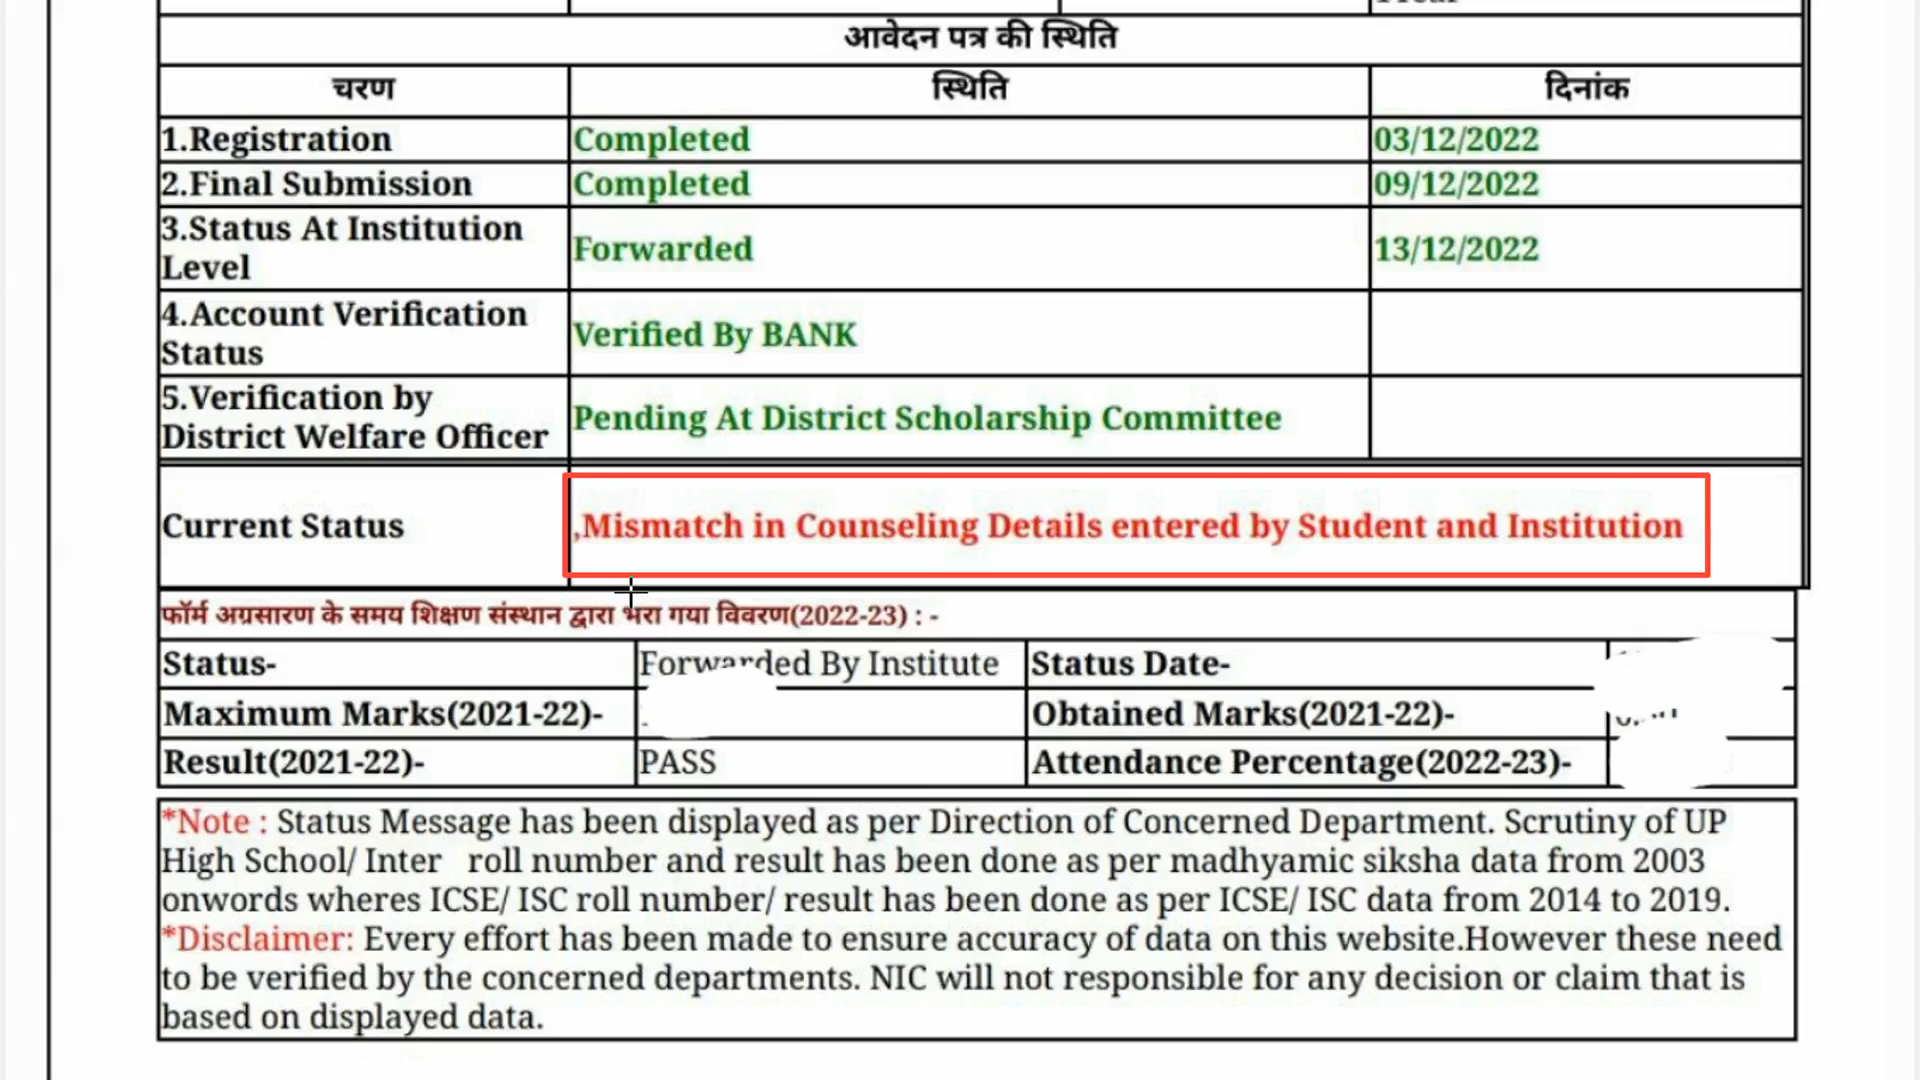 आवेदन पत्र की स्थिति
चरण स्थिति दिनांक
1.Registration Completed 03/12/2022
2.Final Submission Completed 09/12/2022
3.Status At Institution
Level
Forwarded 13/12/2022
4.Account Verification
Status
Verified By BANK
5.Verification by
District Welfare Officer
Pending At District Scholarship Committee
Current Status ,Mismatch in Counseling Details entered by Student and Institution
फॉर्म अग्रसारण के समय शिक्षण संस्थान द्वारा भरा गया विवरण(2022-23) : -
Status- Forwarded By Institute Status Date-
Maximum Marks(2021-22)- Obtained Marks(2021-22)-
Result(2021-22)- PASS Attendance Percentage(2022-23)-
*Note : Status Message has been displayed as per Direction of Concerned Department. Scrutiny of UP
High School/ Inter roll number and result has been done as per madhyamic siksha data from 2003
onwords wheres ICSE/ ISC roll number/ result has been done as per ICSE/ ISC data from 2014 to 2019.
*Disclaimer: Every effort has been made to ensure accuracy of data on this website.However these need
to be verified by the concerned departments. NIC will not responsible for any decision or claim that is
based on displayed data.